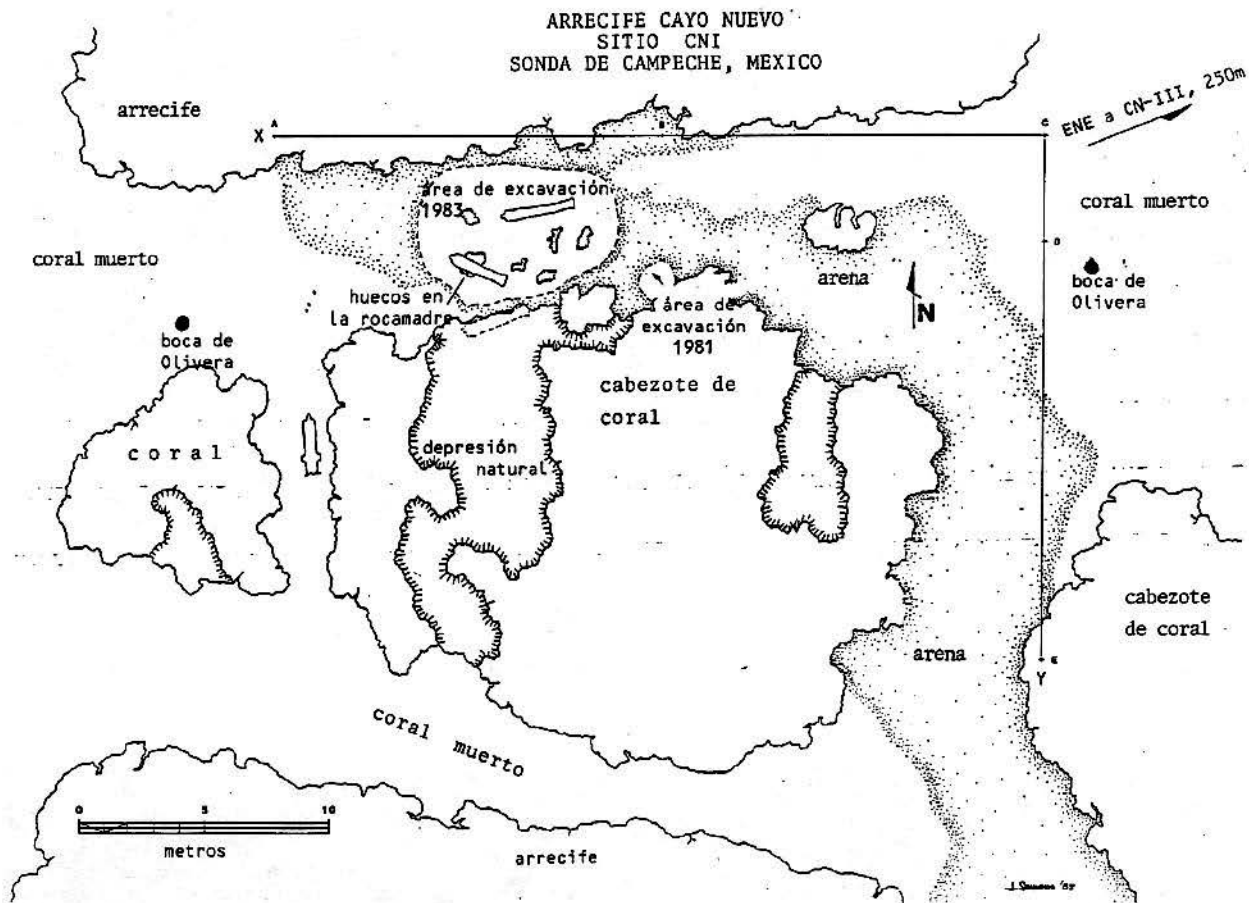 ARRECIFE CAYO NUEVO
SITIO CNI
SONDA DE CAMPECHE, MEXICO
arrecife
X
A
B
C
ENE a CN-III, 250m
área de excavación
1983
coral muerto
coral muerto
D
arena
boca de
Olivera
huecos en
la rocamadre
N
área de
excavación
1981
boca de
Olivera
cabezote de
coral
coral
depresión
natural
cabezote
de coral
arena
E
Y
coral muerto
0 5 10
metros
arrecife